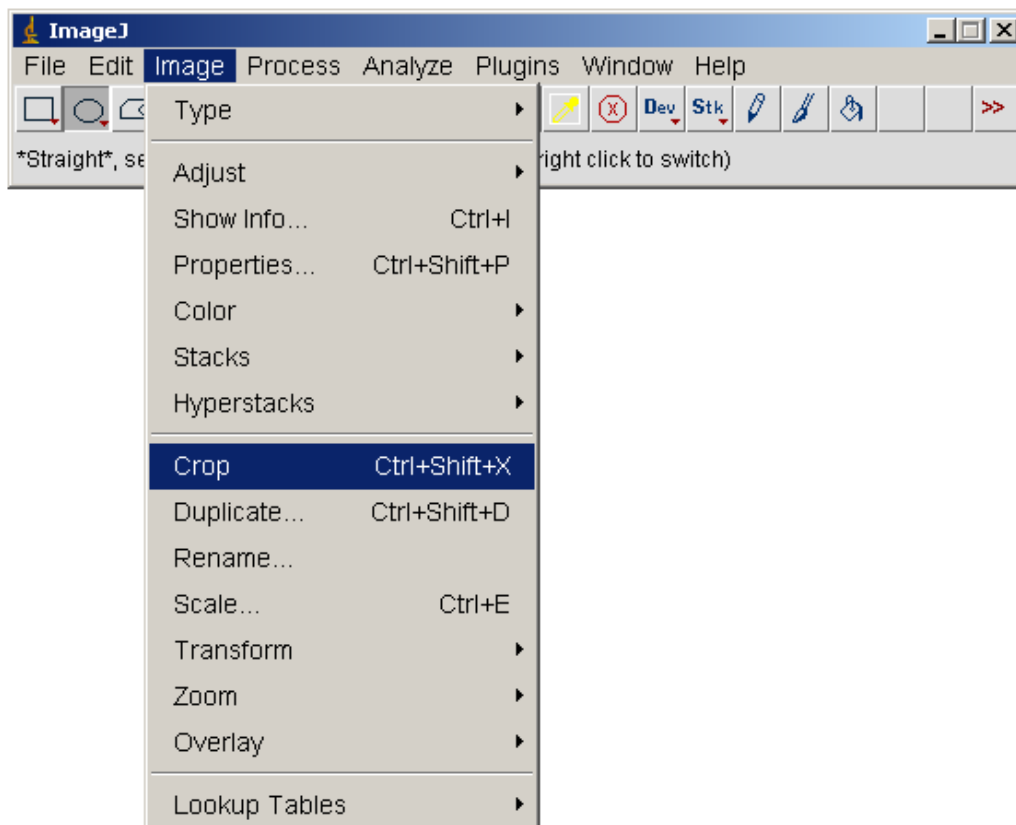 ImageJ
File Edit Image Process Analyze Plugins Window Help
Dev Stk >>
*Straight*, se right click to switch)
Type
Adjust
Show Info... Ctrl+I
Properties... Ctrl+Shift+P
Color
Stacks
Hyperstacks
Crop Ctrl+Shift+X
Duplicate... Ctrl+Shift+D
Rename...
Scale... Ctrl+E
Transform
Zoom
Overlay
Lookup Tables